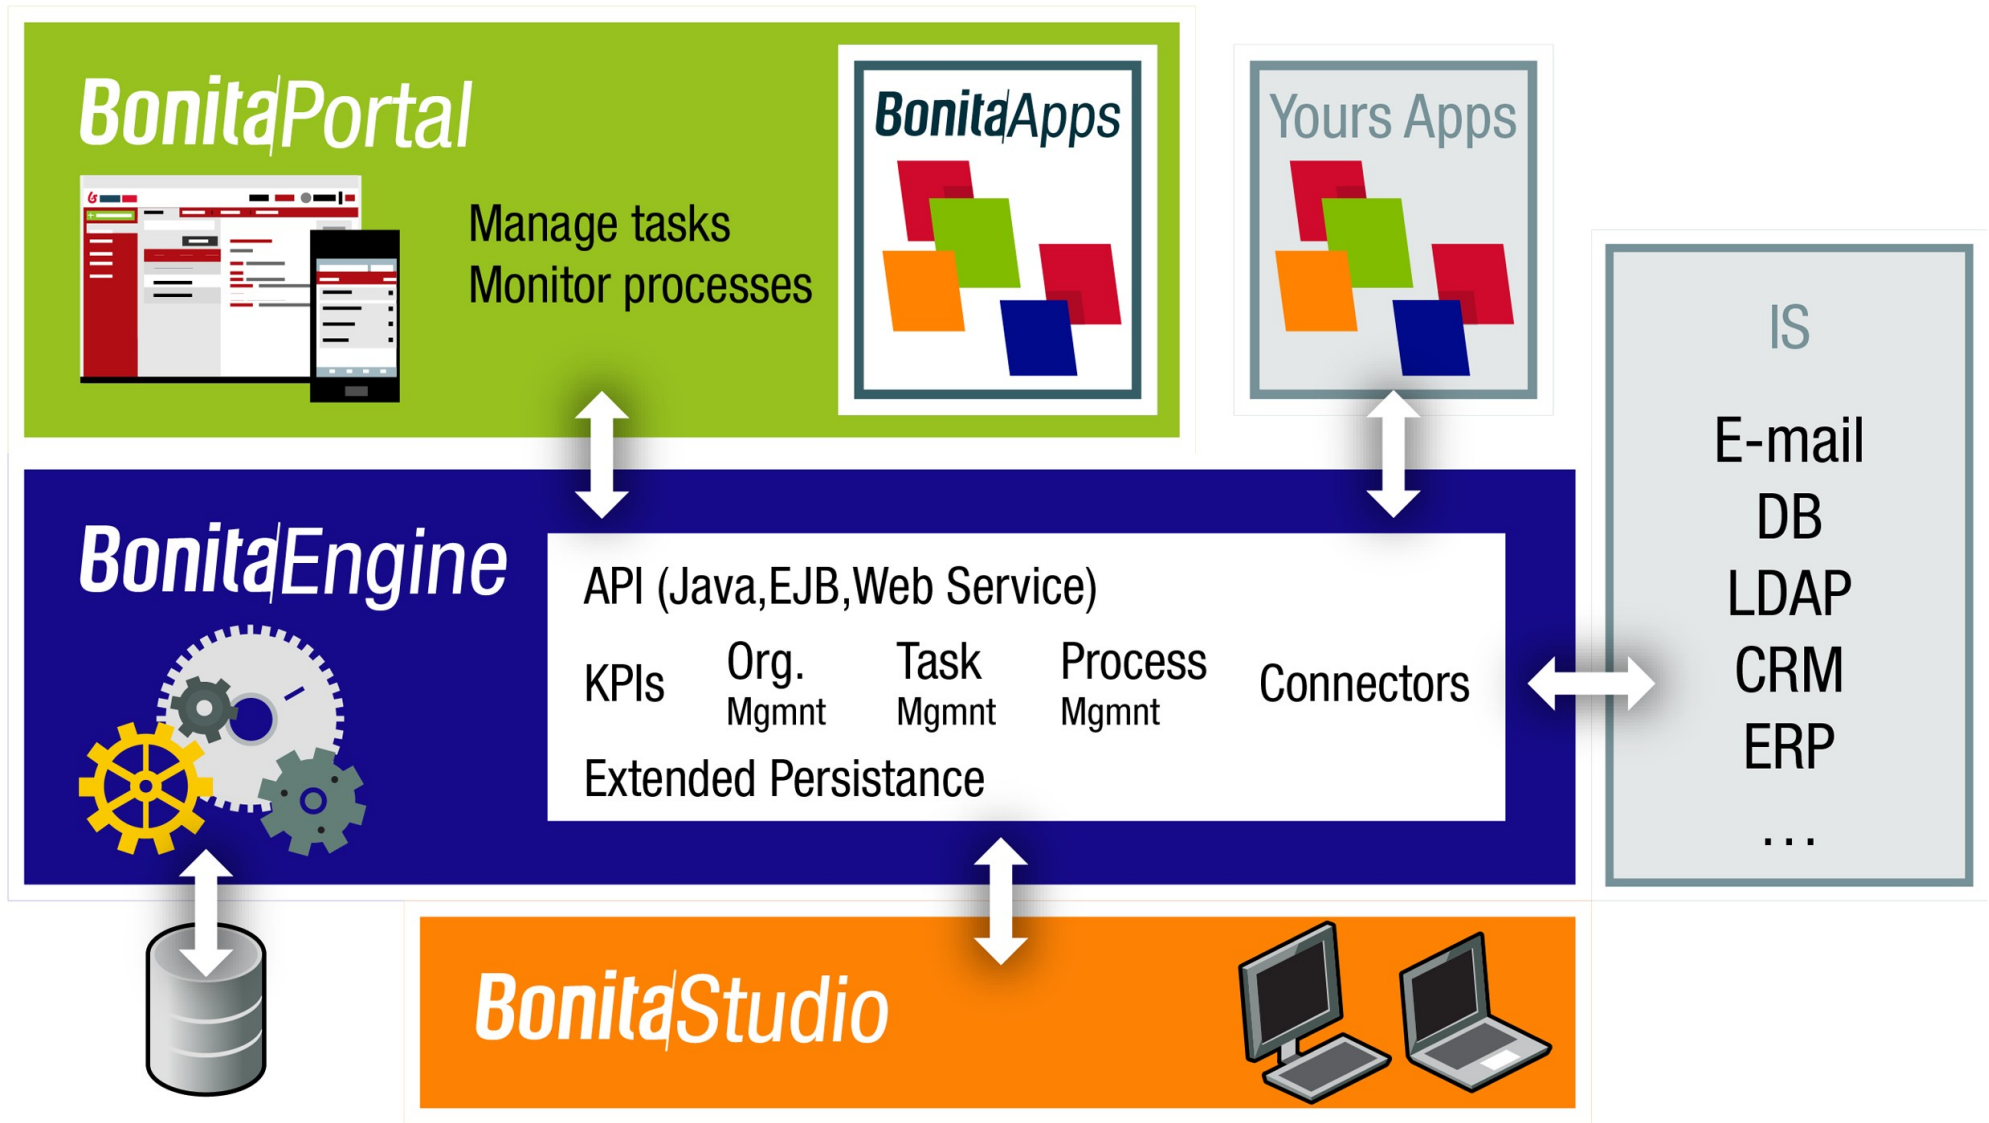 BonitaPortal
Manage tasks
Monitor processes
BonitaApps
Yours Apps
IS
E-mail
DB
LDAP
CRM
ERP
...
BonitaEngine
API (Java,EJB,Web Service)
KPIs
Org.
Mgmnt
Task
Mgmnt
Process
Mgmnt
Connectors
Extended Persistance
BonitaStudio